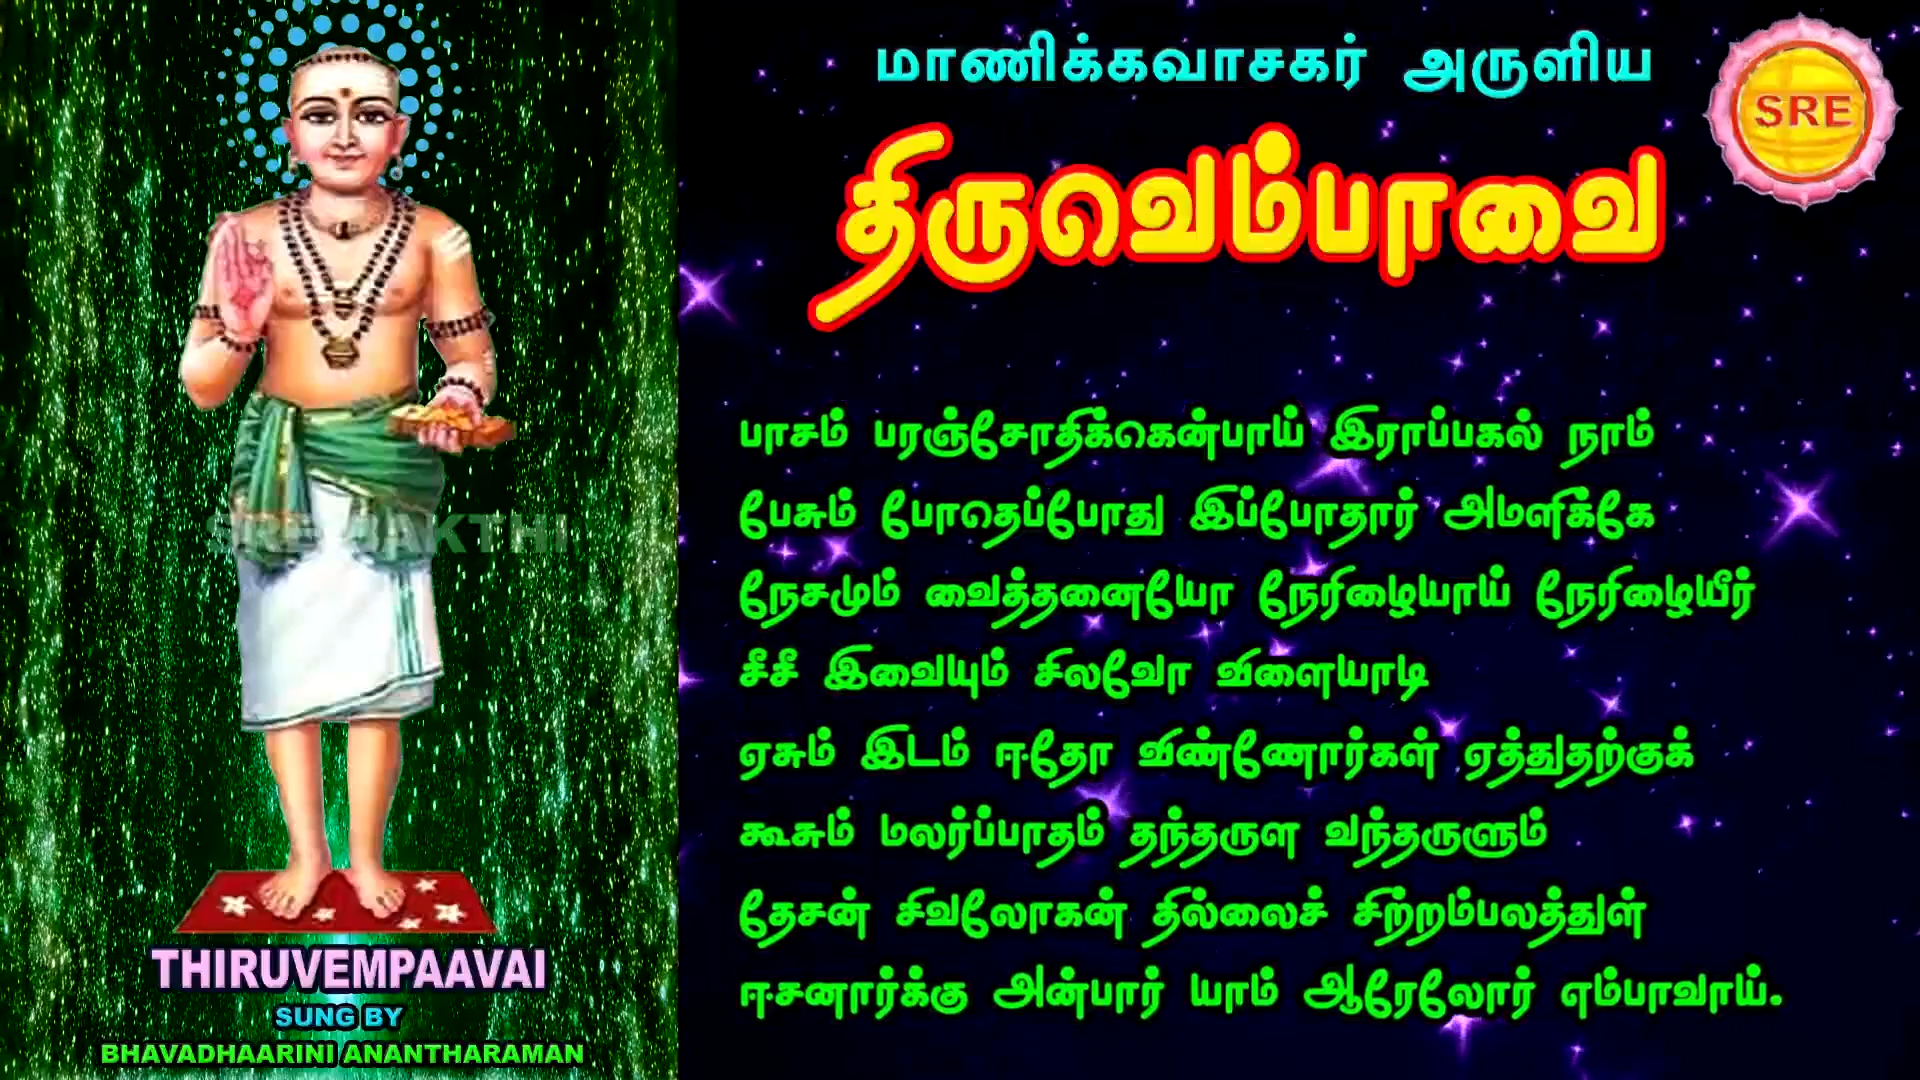 மாணிக்கவாசகர் அருளிய
திருவெம்பாவை
SRE
பாசம் பரஞ்சோதிக்கென்பாய் இராப்பகல் நாம்
பேசும் போதெப்போது இப்போதார் அமளிக்கே
நேசமும் வைத்தனையோ நேரிழையாய் நேரிழையீர்
சீசீ இவையும் சிலவோ விளையாடி
ஏசும் இடம் ஈதோ விண்ணோர்கள் ஏத்துதற்குக்
கூசும் மலர்ப்பாதம் தந்தருள வந்தருளும்
தேசன் சிவலோகன் தில்லைச் சிற்றம்பலத்துள்
ஈசனார்க்கு அன்பார் யாம் ஆரேலோர் எம்பாவாய்.
SRE BAKTHI
THIRUVEMPAAVAI
SUNG BY
BHAVADHAARINI ANANTHARAMAN